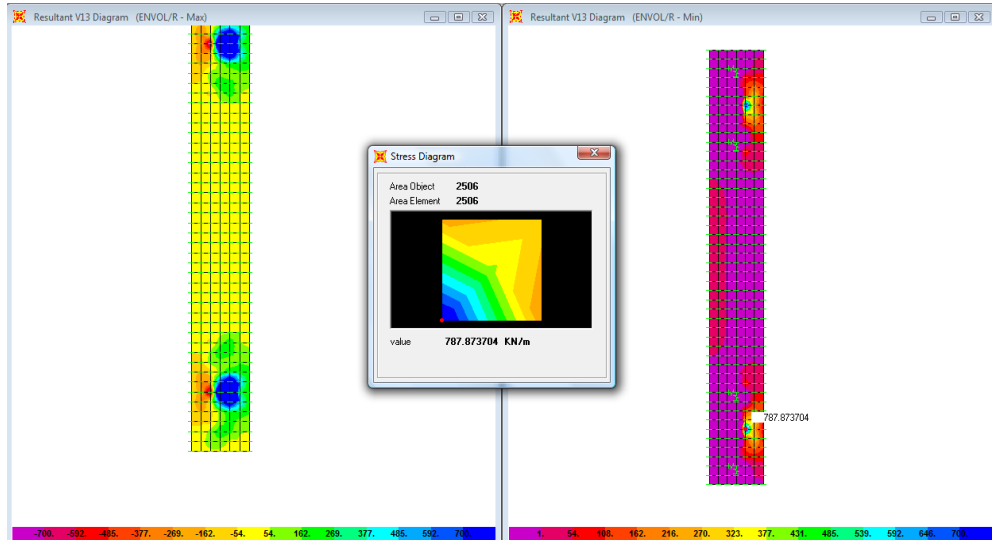 Resultant V13 Diagram (ENVOL/R - Max)
Resultant V13 Diagram (ENVOL/R - Min)
Stress Diagram
Area Object 2506
Area Element 2506
value 787.873704 KN/m
787.873704
-700. -592. -485. -377. -269. -162. -54. 54. 162. 269. 377. 485. 592. 700.
1. 54. 108. 162. 216. 270. 323. 377. 431. 485. 539. 592. 646.